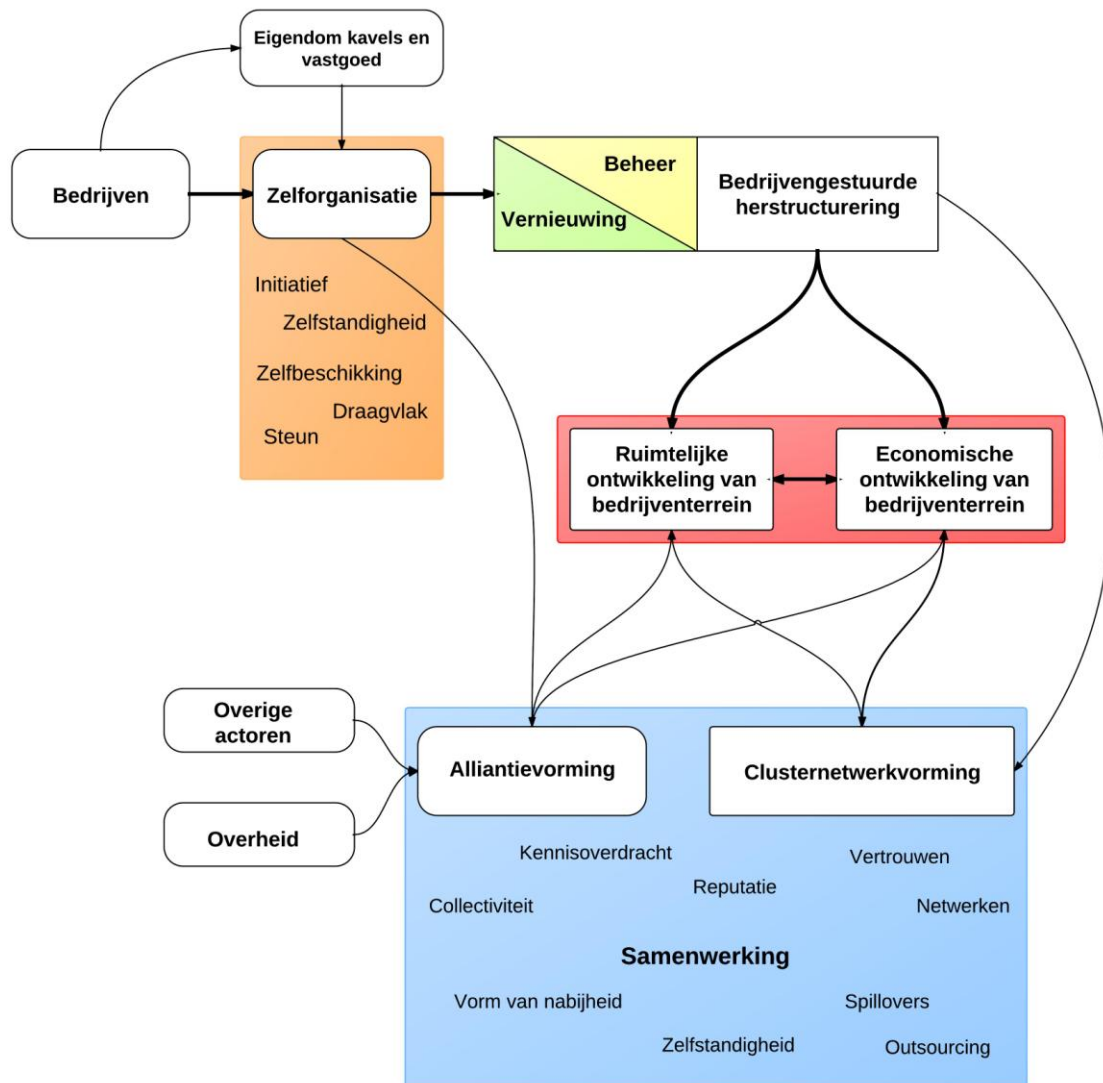 Eigendom kavels en
vastgoed
Bedrijven
Zelforganisatie
Beheer
Vernieuwing
Bedrijvengestuurde
herstructurering
Initiatief
Zelfstandigheid
Zelfbeschikking
Draagvlak
Steun
Ruimtelijke
ontwikkeling van
bedrijventerrein
Economische
ontwikkeling van
bedrijventerrein
Overige
actoren
Overheid
Alliantievorming
Clusternetwerkvorming
Kennisoverdracht
Vertrouwen
Reputatie
Collectiviteit
Netwerken
Samenwerking
Vorm van nabijheid
Spillovers
Zelfstandigheid
Outsourcing